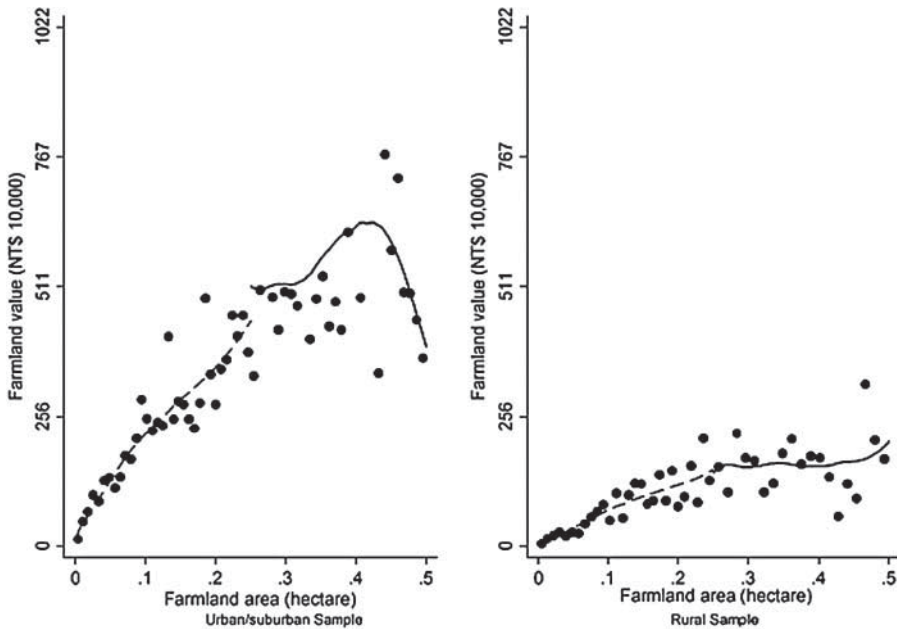 1022
767
511
256
0
Farmland value (NT$ 10,000)
0 .1 .2 .3 .4 .5
Farmland area (hectare)
Urban/suburban Sample
1022
767
511
256
0
Farmland value (NT$ 10,000)
0 .1 .2 .3 .4 .5
Farmland area (hectare)
Rural Sample